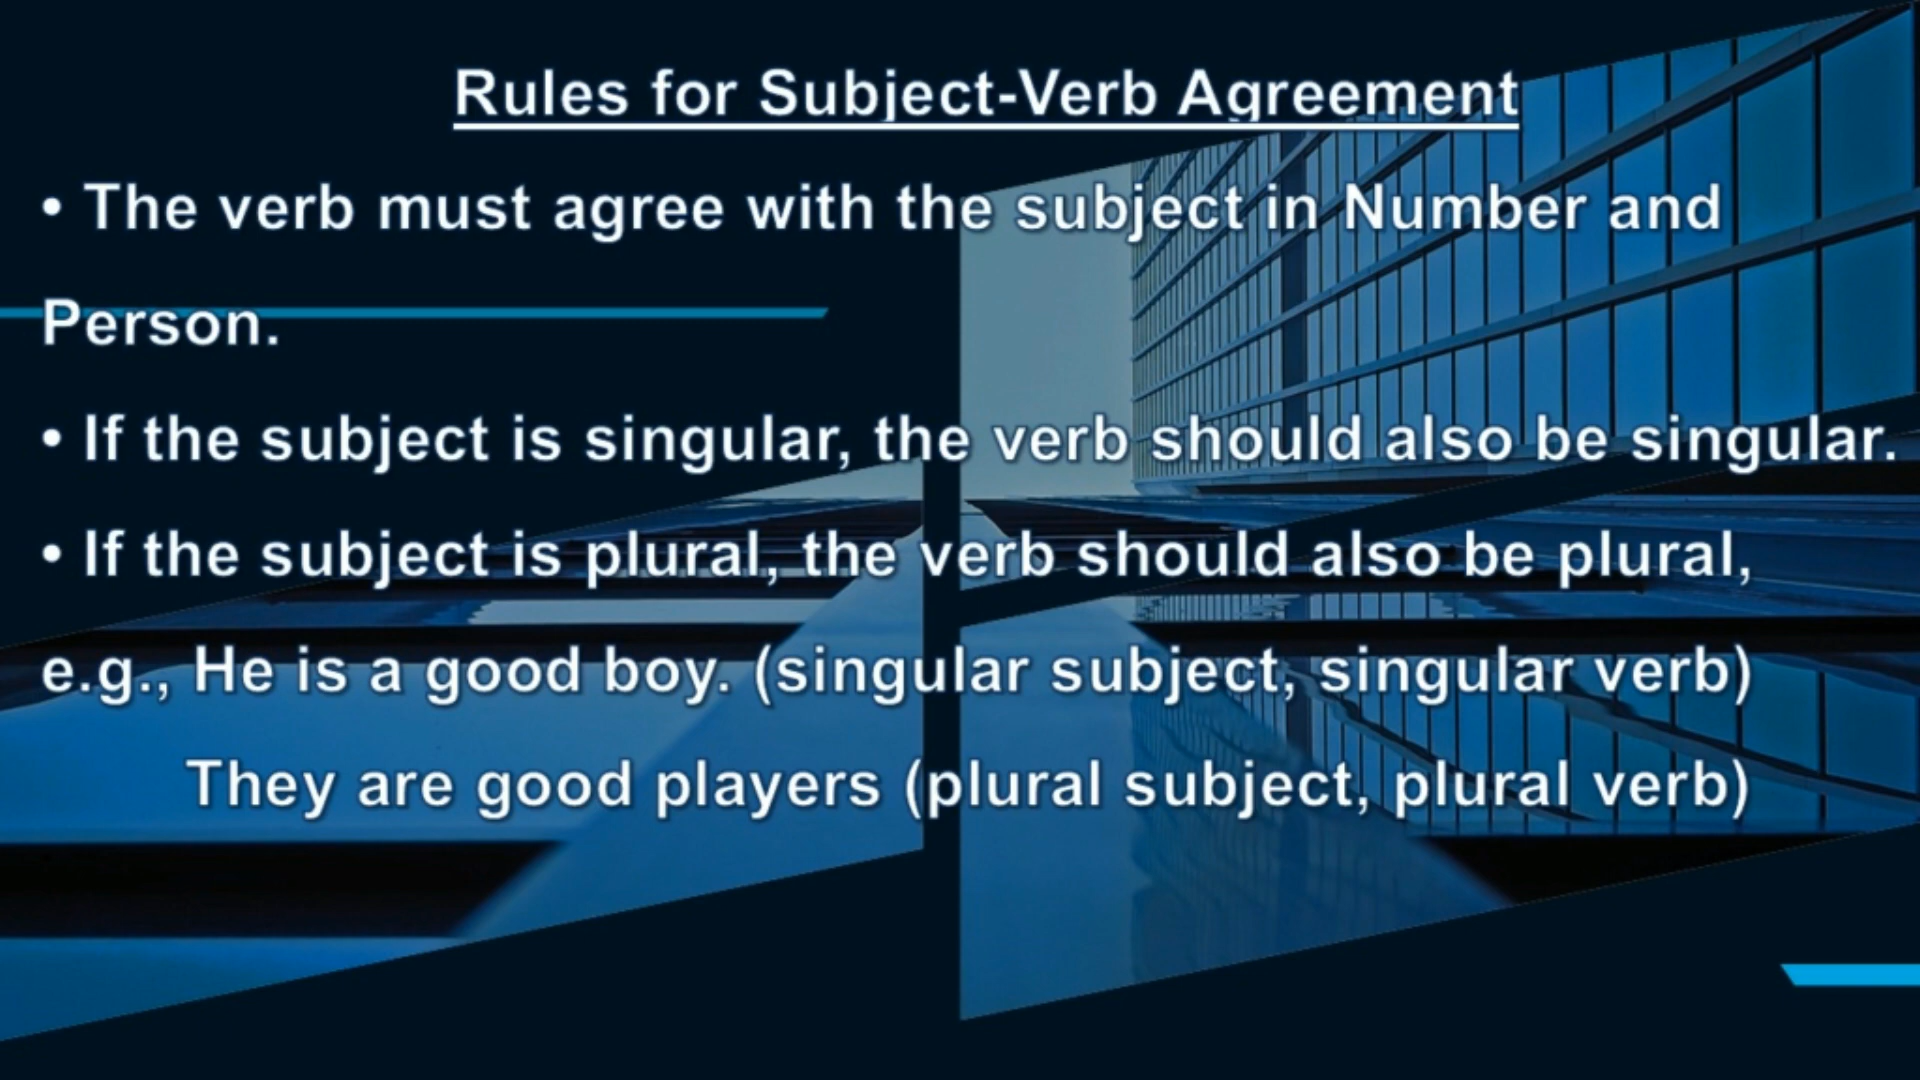 Rules for Subject-Verb Agreement
• The verb must agree with the subject in Number and
Person.
• If the subject is singular, the verb should also be singular.
• If the subject is plural, the verb should also be plural,
e.g., He is a good boy. (singular subject, singular verb)
They are good players (plural subject, plural verb)